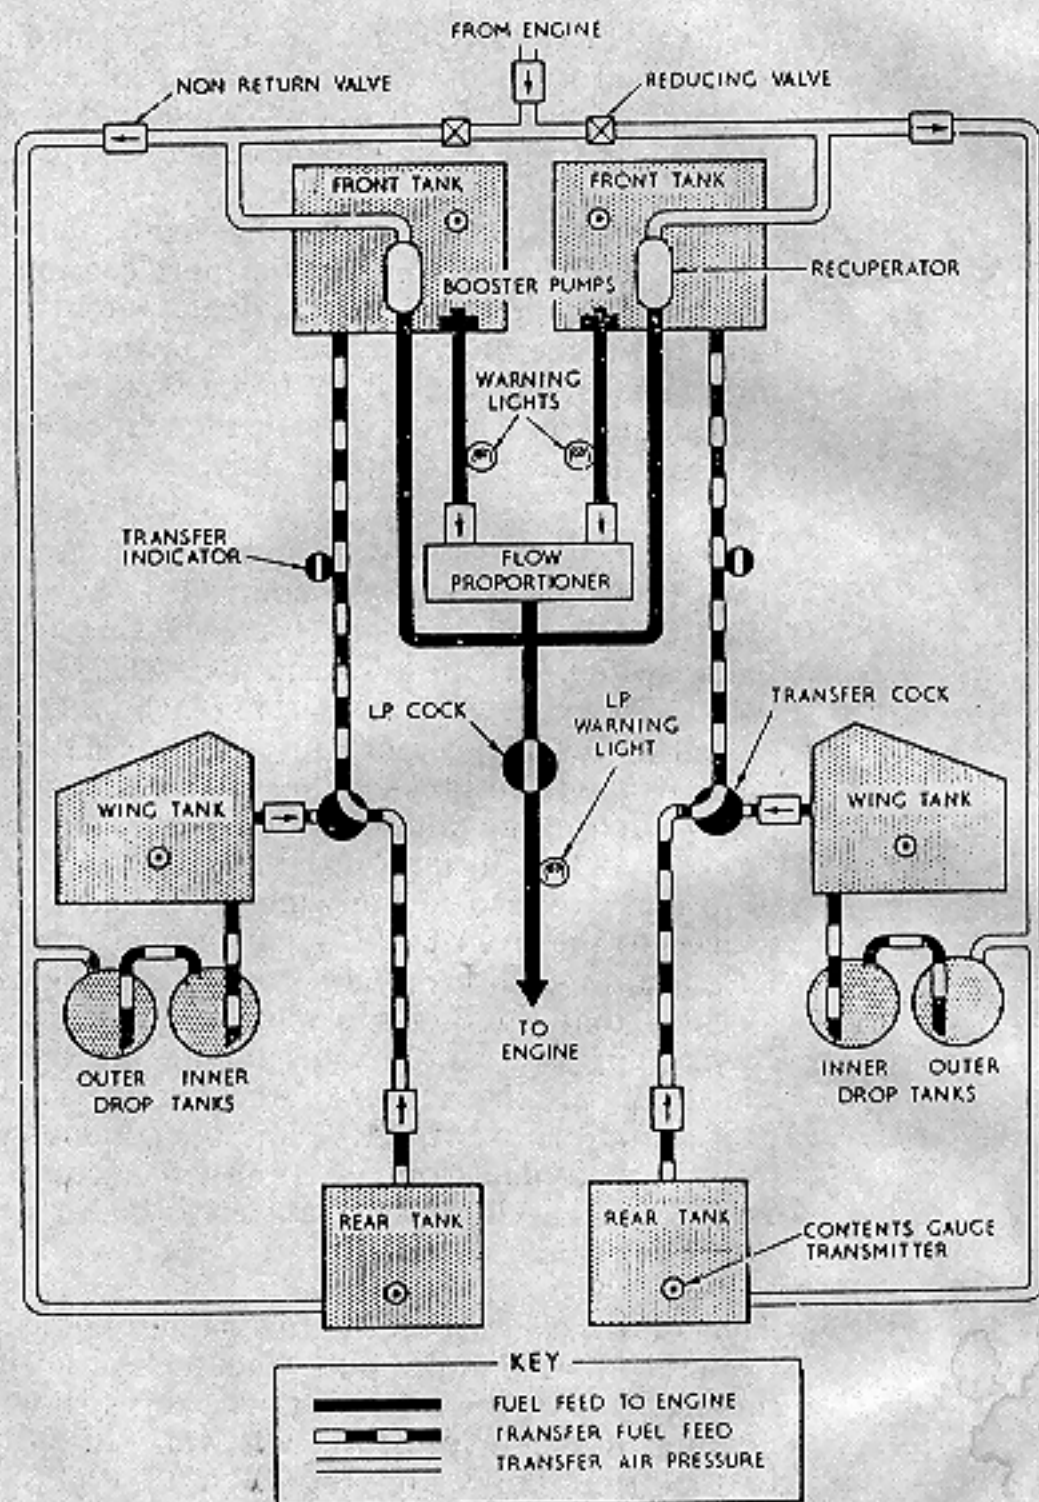 FROM ENGINE
NON RETURN VALVE
REDUCING VALVE
FRONT TANK
FRONT TANK
BOOSTER PUMPS
RECUPERATOR
WARNING
LIGHTS
TRANSFER
INDICATOR
FLOW
PROPORTIONER
L.P. COCK
L.P.
WARNING
LIGHT
TRANSFER COCK
WING TANK
WING TANK
OUTER INNER
DROP TANKS
TO
ENGINE
INNER OUTER
DROP TANKS
REAR TANK
REAR TANK
CONTENTS GAUGE
TRANSMITTER
KEY
FUEL FEED TO ENGINE
TRANSFER FUEL FEED
TRANSFER AIR PRESSURE